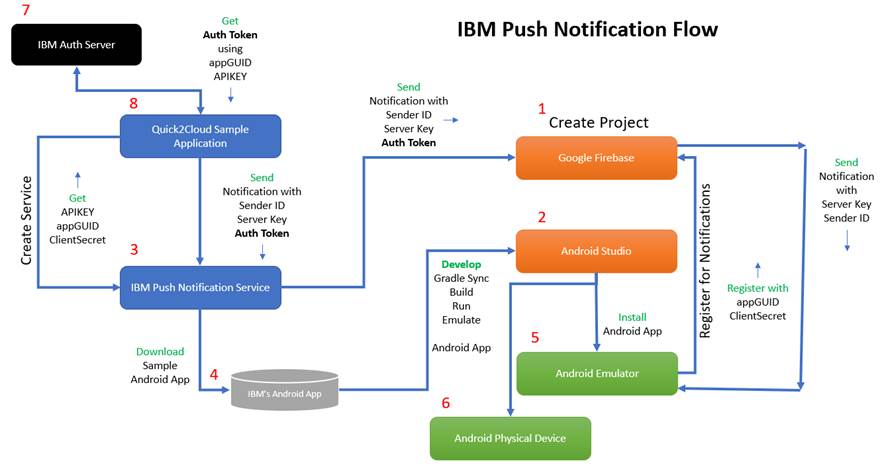 IBM Push Notification Flow
7
IBM Auth Server
Get
Auth Token
using
appGUID
APIKEY
8
Quick2Cloud Sample
Application
Create Service
Get
APIKEY
appGUID
ClientSecret
Send
Notification with
Sender ID
Server Key
Auth Token
3
IBM Push Notification Service
Download
Sample
Android App
4
IBM's Android App
Send
Notification with
Sender ID
Server Key
Auth Token
1
Create Project
Google Firebase
2
Android Studio
Develop
Gradle Sync
Build
Run
Emulate
Android App
Install
Android App
5
Android Emulator
6
Android Physical Device
Register for Notifications
Register with
appGUID
ClientSecret
Send
Notification
with
Server Key
Sender ID